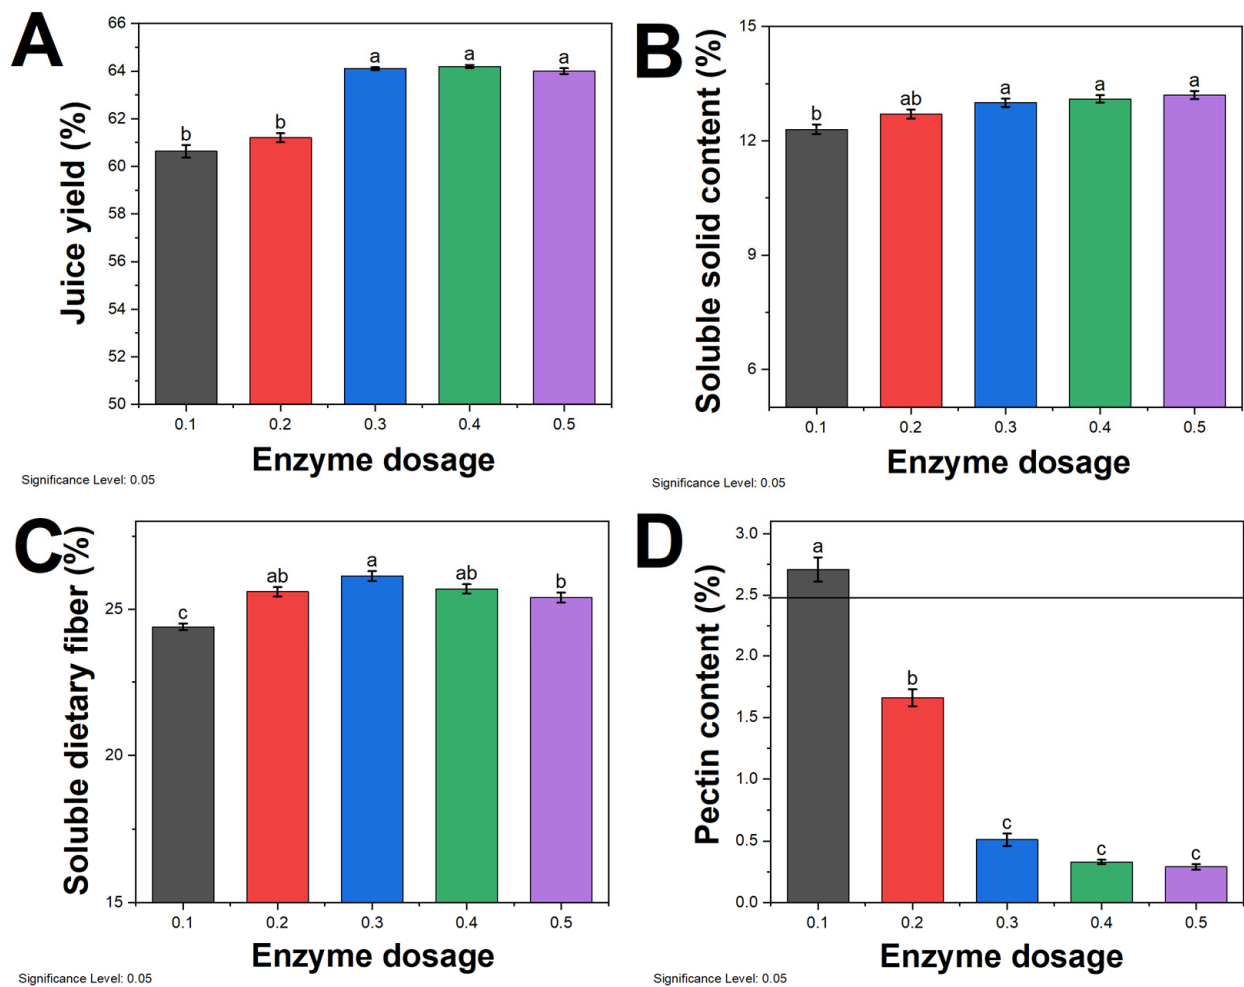 A
Juice yield (%)
66
64
62
60
58
56
54
52
50
b
b
a
a
a
0.1
0.2
0.3
0.4
0.5
Enzyme dosage
Significance Level: 0.05
B
Soluble solid content (%)
15
12
9
6
b
ab
a
a
a
0.1
0.2
0.3
0.4
0.5
Enzyme dosage
Significance Level: 0.05
C
Soluble dietary fiber (%)
25
20
15
c
ab
a
ab
b
0.1
0.2
0.3
0.4
0.5
Enzyme dosage
Significance Level: 0.05
D
Pectin content (%)
3.0
2.5
2.0
1.5
1.0
0.5
0.0
a
b
c
c
c
0.1
0.2
0.3
0.4
0.5
Enzyme dosage
Significance Level: 0.05